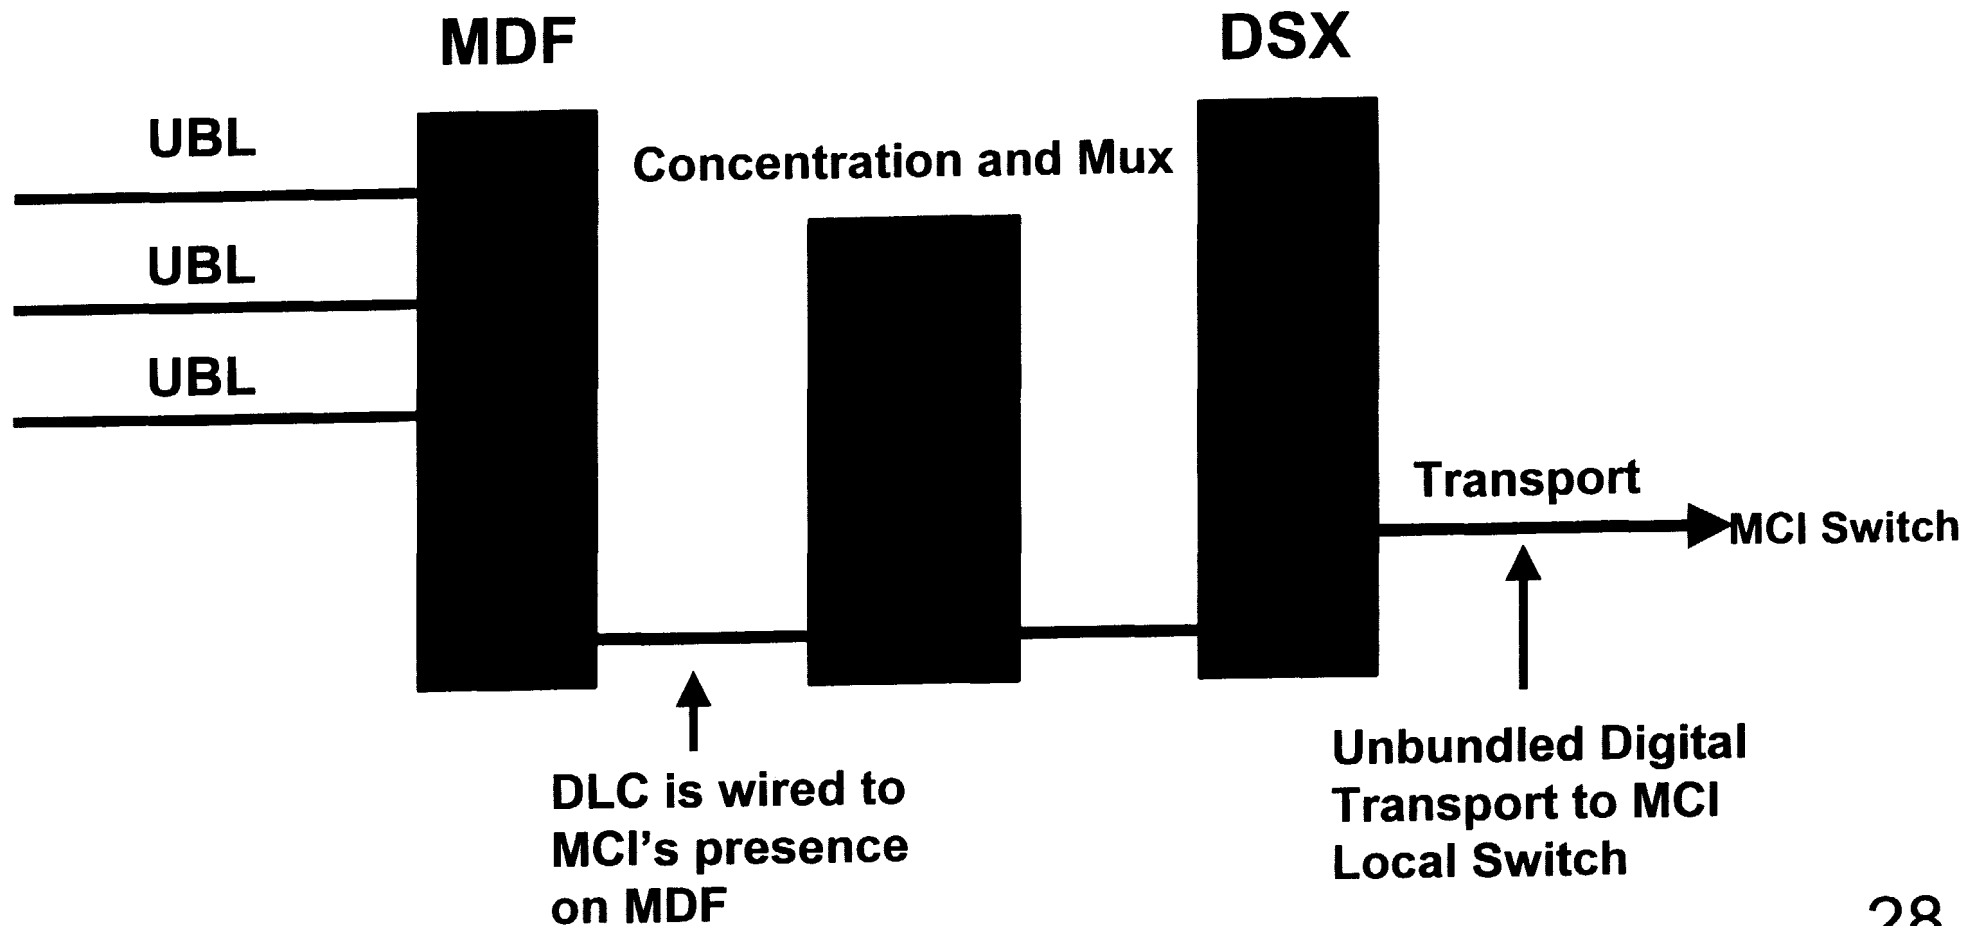 MDF
DSX
UBL
Concentration and Mux
UBL
UBL
Transport
MCI Switch
DLC is wired to
MCI's presence
on MDF
Unbundled Digital
Transport to MCI
Local Switch
28